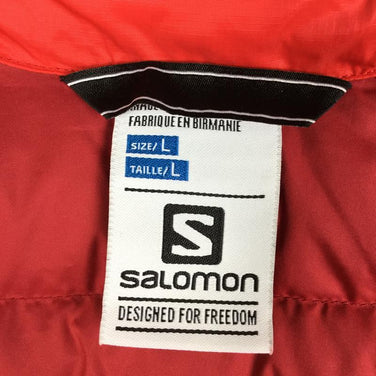 FABRIQUE EN BIRMANIE
SIZE/ L
TAILLE/ L
S
SALOMON
DESIGNED FOR FREEDOM